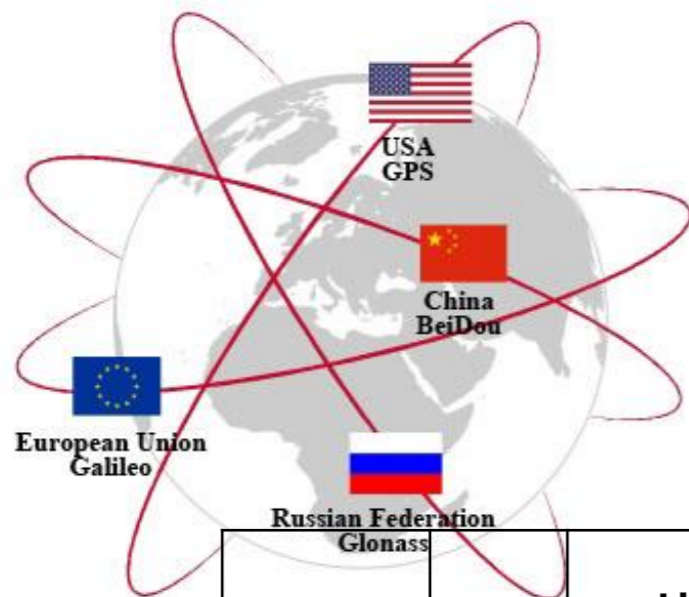 USA
GPS
China
BeiDou
European Union
Galileo
Russian Federation
Glonass